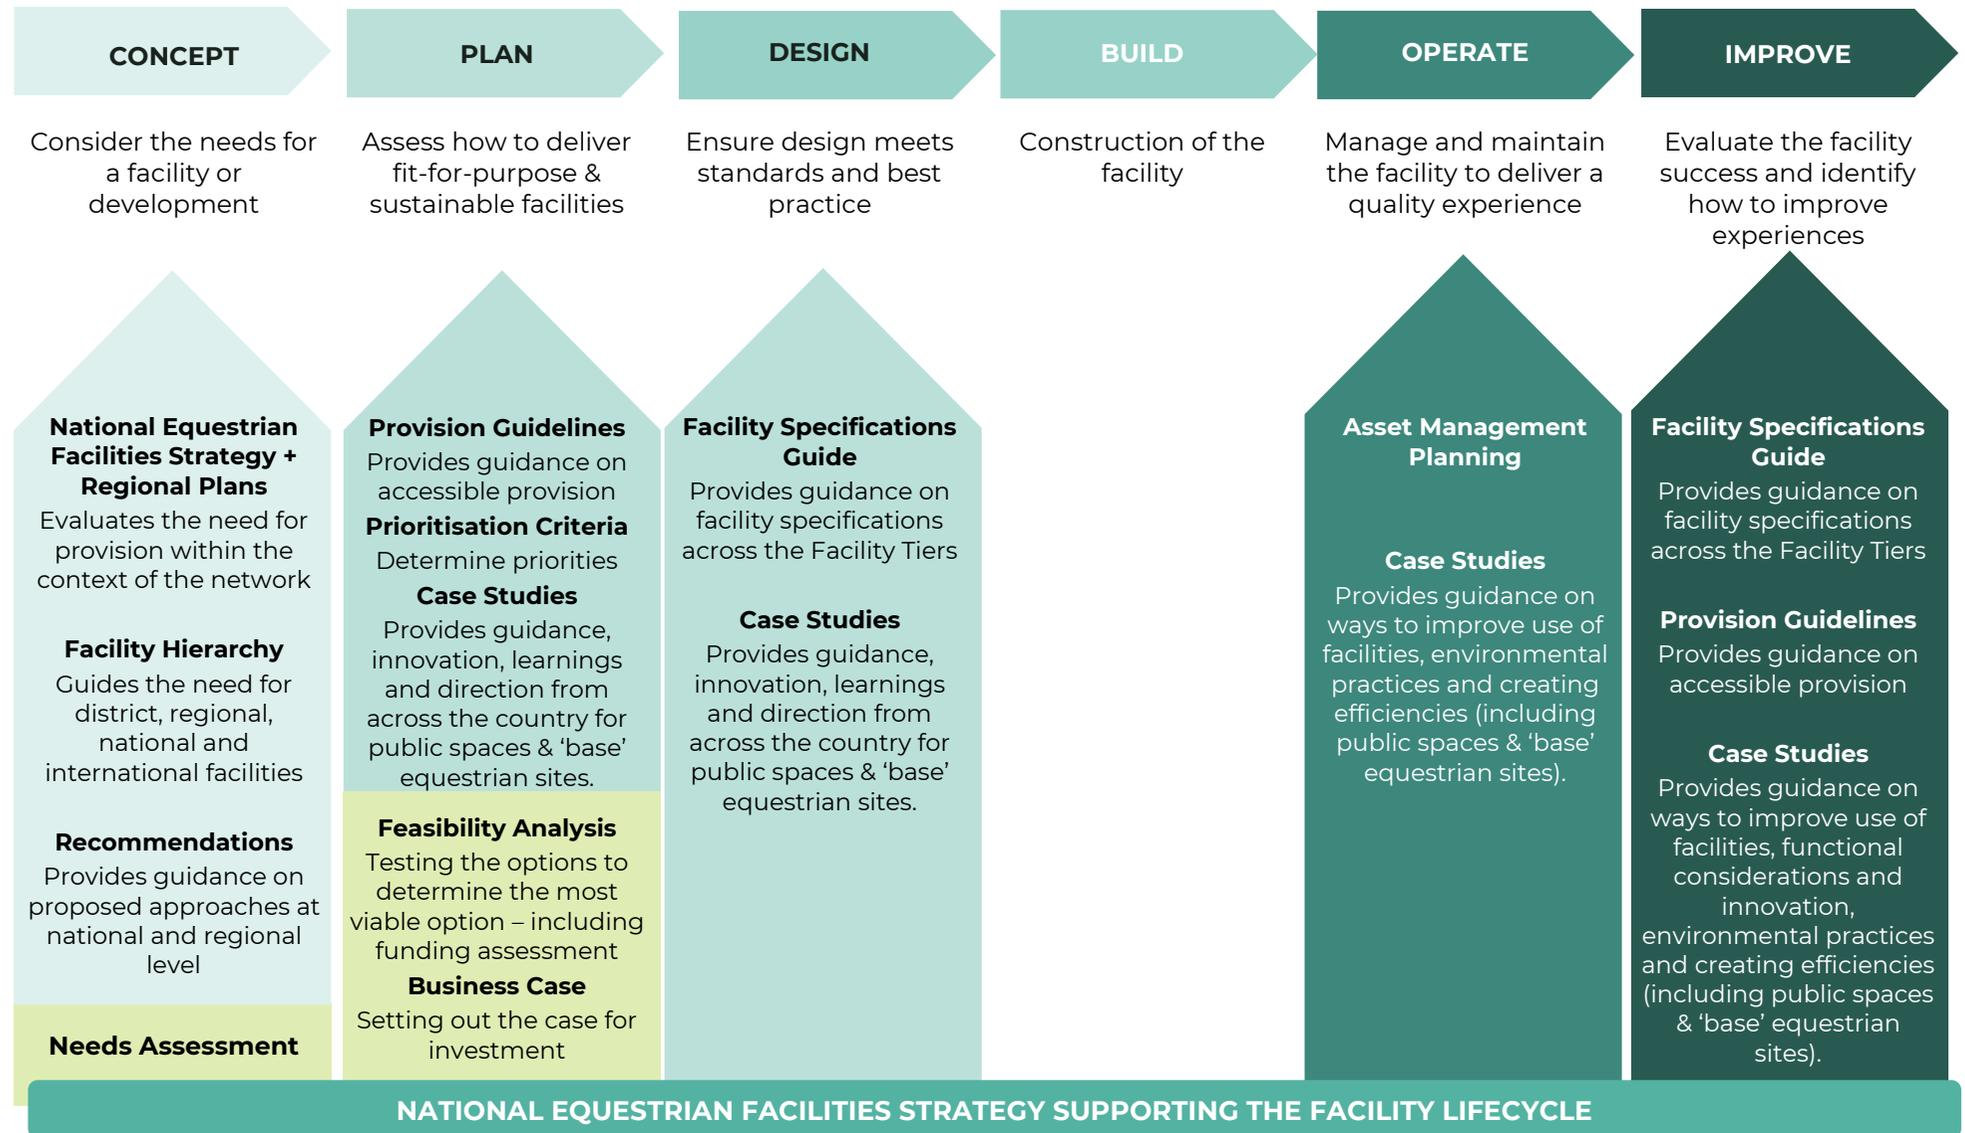 CONCEPT
PLAN
DESIGN
BUILD
OPERATE
IMPROVE
Consider the needs for
a facility or
development
Assess how to deliver
fit-for-purpose &
sustainable facilities
Ensure design meets
standards and best
practice
Construction of the
facility
Manage and maintain
the facility to deliver a
quality experience
Evaluate the facility
success and identify
how to improve
experiences
National Equestrian
Facilities Strategy +
Regional Plans
Evaluates the need for
provision within the
context of the network
Facility Hierarchy
Guides the need for
district, regional,
national and
international facilities
Recommendations
Provides guidance on
proposed approaches at
national and regional
level
Needs Assessment
Provision Guidelines
Provides guidance on
accessible provision
Prioritisation Criteria
Determine priorities
Case Studies
Provides guidance,
innovation, learnings
and direction from
across the country for
public spaces & ‘base’
equestrian sites.
Feasibility Analysis
Testing the options to
determine the most
viable option – including
funding assessment
Business Case
Setting out the case for
investment
Facility Specifications
Guide
Provides guidance on
facility specifications
across the Facility Tiers
Case Studies
Provides guidance,
innovation, learnings
and direction from
across the country for
public spaces & ‘base’
equestrian sites.
Asset Management
Planning
Case Studies
Provides guidance on
ways to improve use of
facilities, environmental
practices and creating
efficiencies (including
public spaces & ‘base’
equestrian sites).
Facility Specifications
Guide
Provides guidance on
facility specifications
across the Facility Tiers
Provision Guidelines
Provides guidance on
accessible provision
Case Studies
Provides guidance on
ways to improve use of
facilities, functional
considerations and
innovation,
environmental practices
and creating efficiencies
(including public spaces
& ‘base’ equestrian
sites).
NATIONAL EQUESTRIAN FACILITIES STRATEGY SUPPORTING THE FACILITY LIFECYCLE